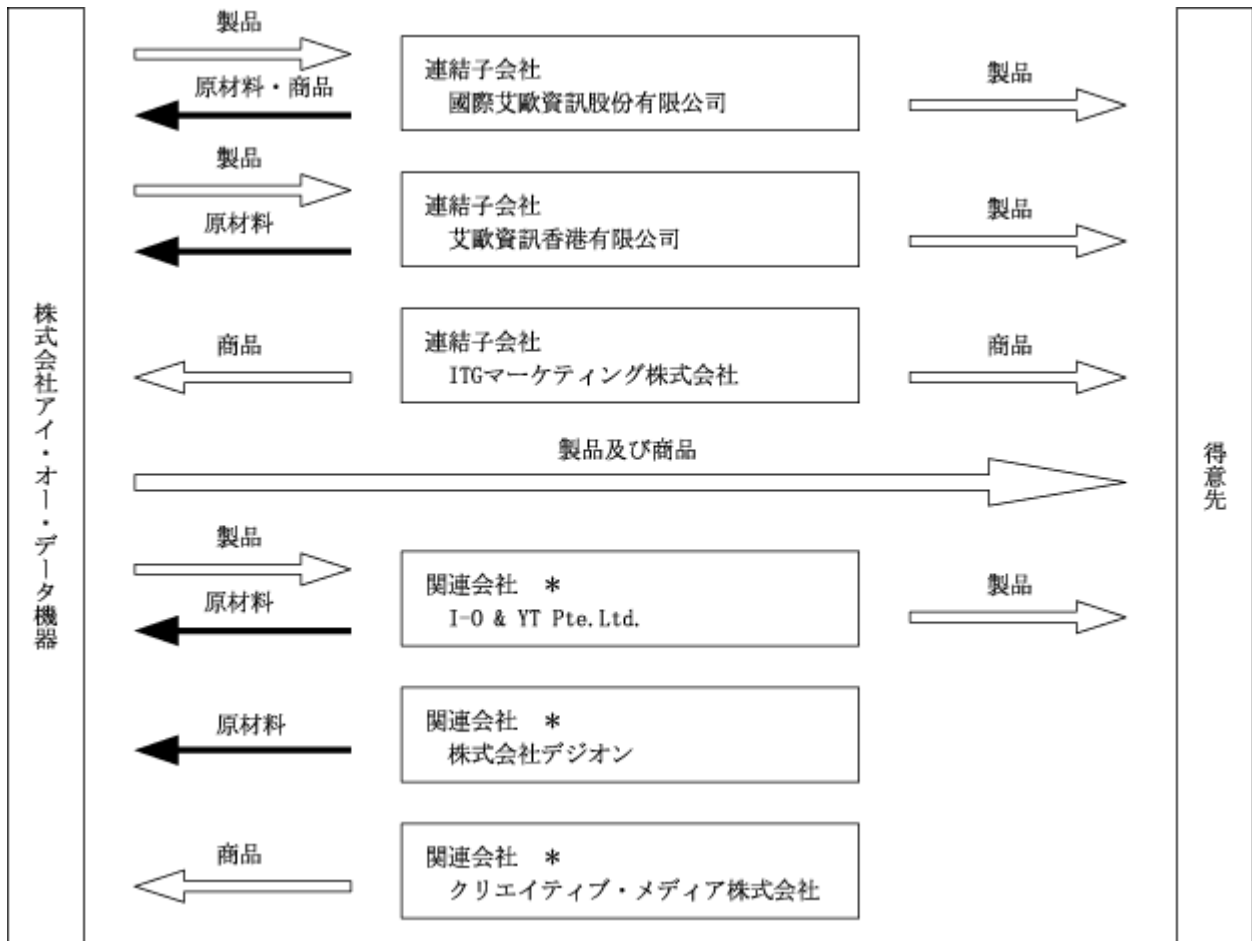 株式会社アイ・オー・データ機器
製品
原材料・商品
連結子会社
國際艾歐資訊股份有限公司
製品
製品
原材料
連結子会社
艾歐資訊香港有限公司
製品
商品
連結子会社
ITGマーケティング株式会社
商品
製品及び商品
製品
原材料
関連会社 *
I-O & YT Pte.Ltd.
製品
原材料
関連会社 *
株式会社デジオン
商品
関連会社 *
クリエイティブ・メディア株式会社
得意先